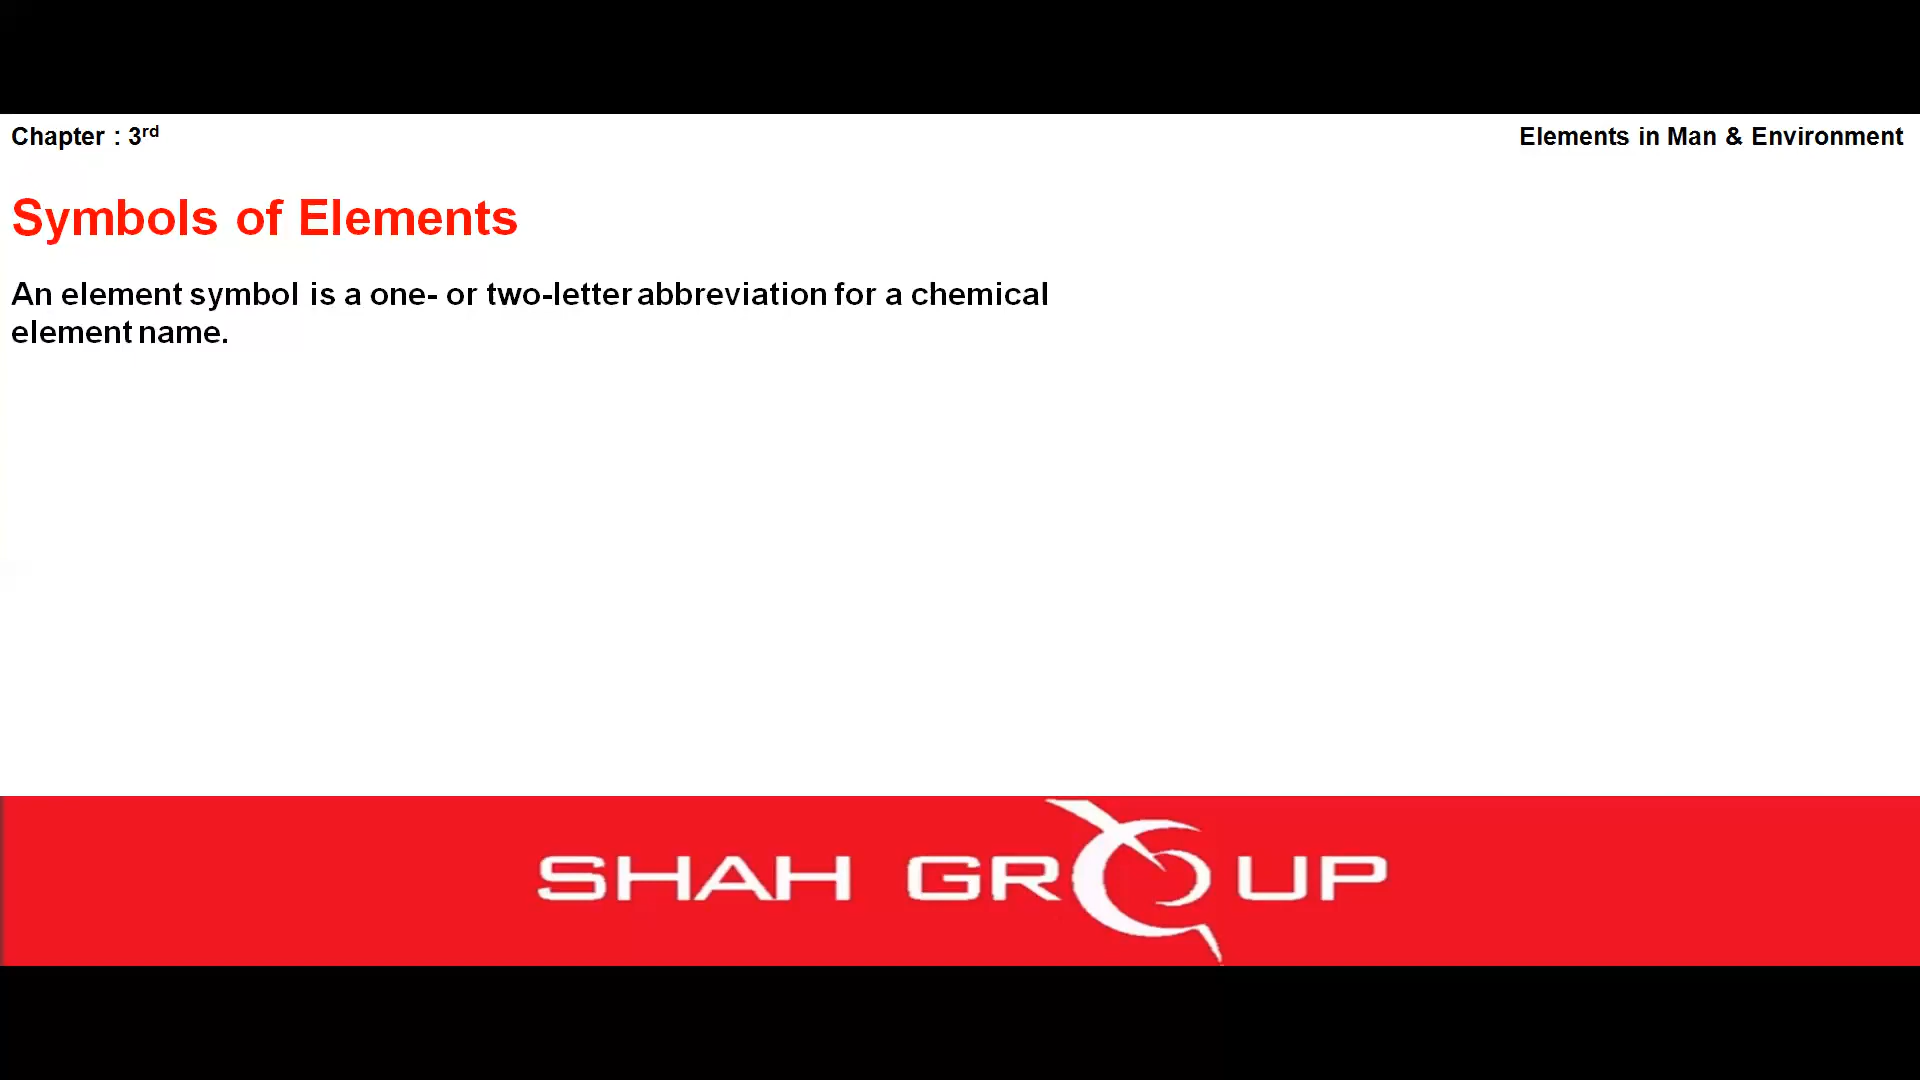 Chapter : 3rd
Elements in Man & Environment
Symbols of Elements
An element symbol is a one- or two-letter abbreviation for a chemical
element name.
SHAH GROUP